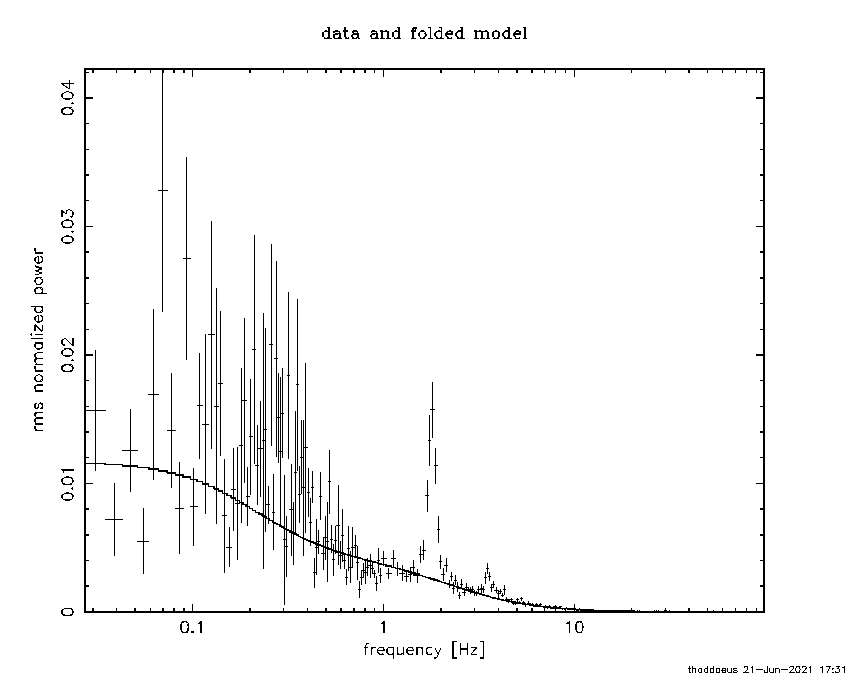 data and folded model
rms normalized power
0.04
0.03
0.02
0.01
0
0.1
1
10
frequency [Hz]
thoddaeus 21-Jun-2021 17:31